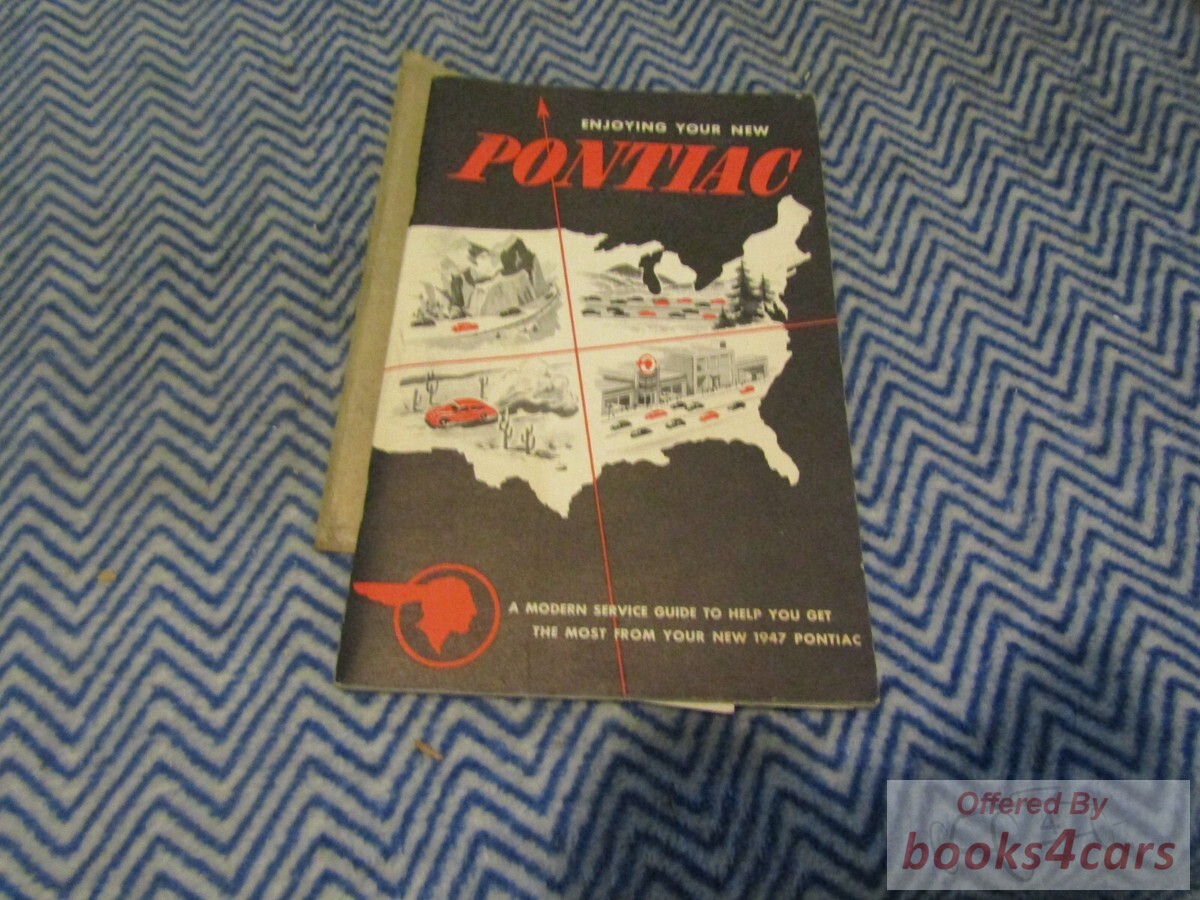 ENJOYING YOUR NEW
PONTIAC
A MODERN SERVICE GUIDE TO HELP YOU GET
THE MOST FROM YOUR NEW 1947 PONTIAC
Offered By
books4cars